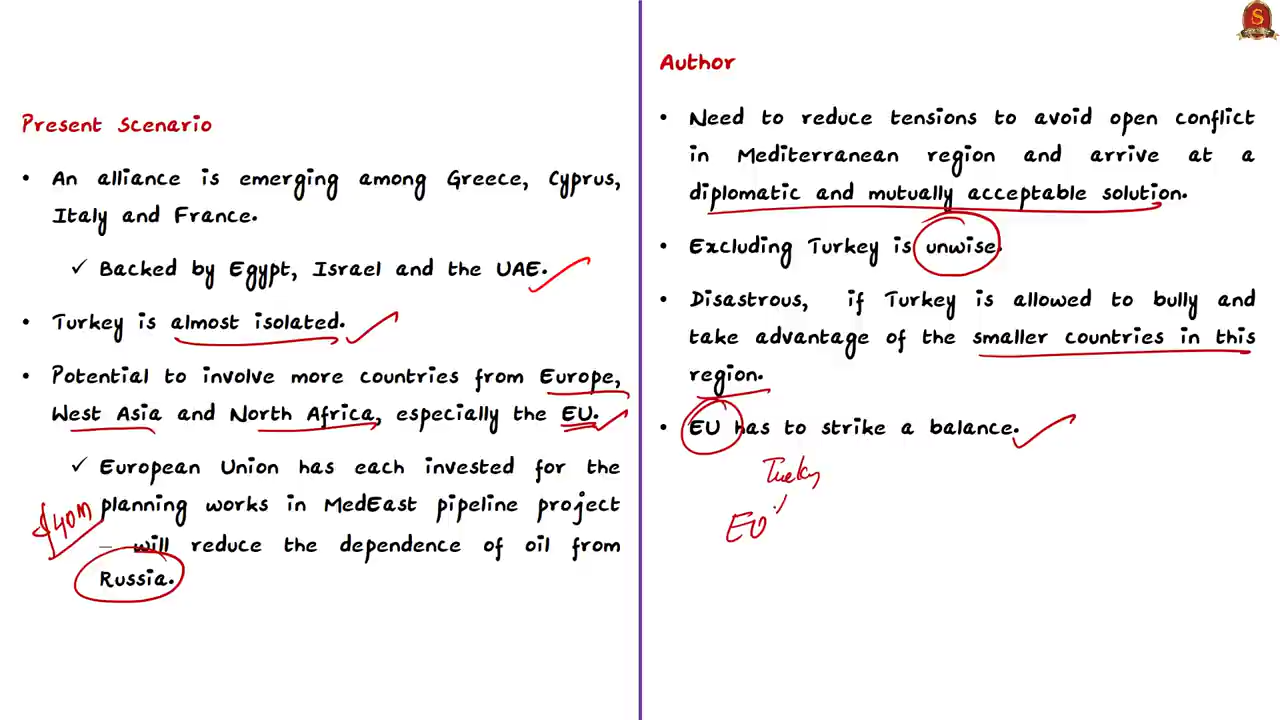 Present Scenario
• An alliance is emerging among Greece, Cyprus,
Italy and France.
✓ Backed by Egypt, Israel and the UAE.
• Turkey is almost isolated.
• Potential to involve more countries from Europe,
West Asia and North Africa, especially the EU.
✓ European Union has each invested for the
planning works in MedEast pipeline project
$40M
– will reduce the dependence of oil from
Russia.
Author
• Need to reduce tensions to avoid open conflict
in Mediterranean region and arrive at a
diplomatic and mutually acceptable solution.
• Excluding Turkey is unwise.
• Disastrous, if Turkey is allowed to bully and
take advantage of the smaller countries in this
region.
• EU has to strike a balance.
Turkey
EU
S